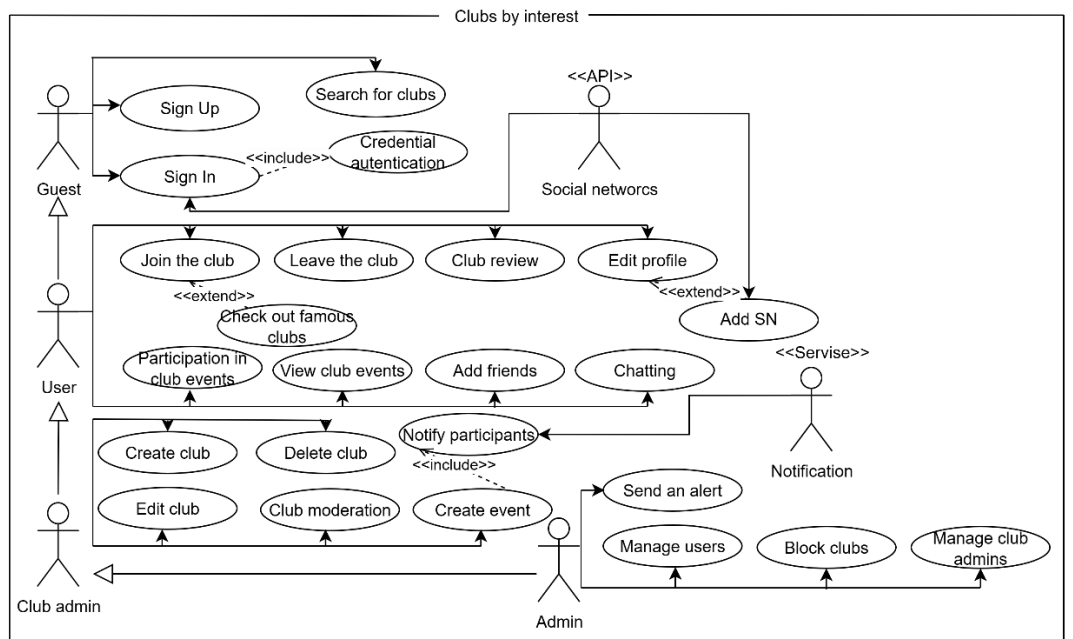 Clubs by interest
<<API>>
Search for clubs
Sign Up
Credential
autentication
<<include>>
Sign In
Guest
Social networcs
Join the club
Leave the club
Club review
Edit profile
<<extend>>
<<extend>>
Check out famous
clubs
Add SN
Participation in
club events
View club events
Add friends
Chatting
<<Servise>>
User
Notify participants
Create club
Delete club
<<include>>
Notification
Send an alert
Edit club
Club moderation
Create event
Manage users
Block clubs
Manage club
admins
Club admin
Admin